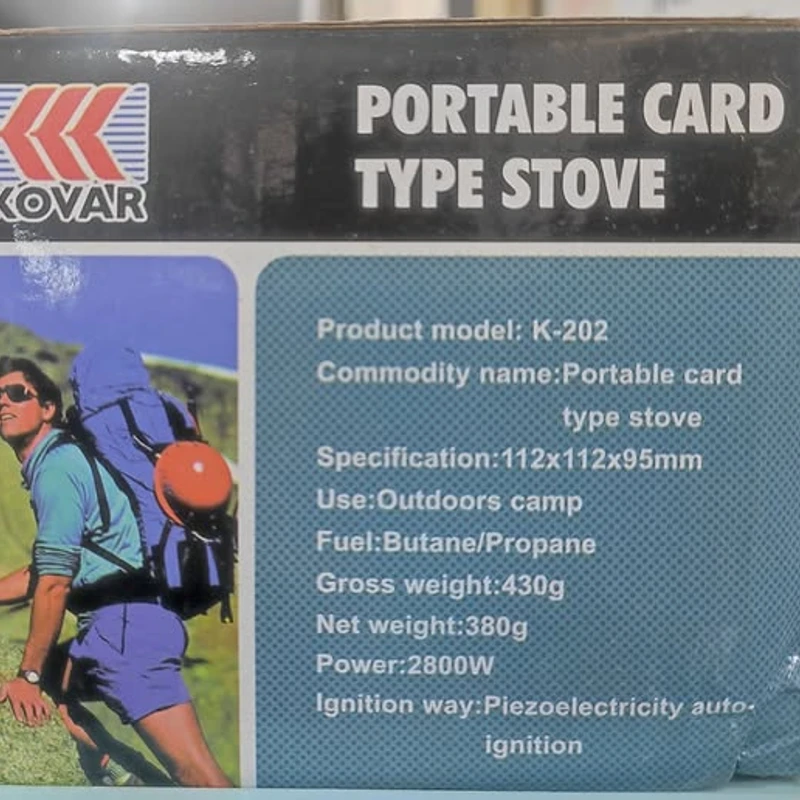 KOVAR
PORTABLE CARD
TYPE STOVE
Product model: K-202
Commodity name:Portable card
type stove
Specification:112x112x95mm
Use:Outdoors camp
Fuel:Butane/Propane
Gross weight:430g
Net weight:380g
Power:2800W
Ignition way:Piezoelectricity auto-
ignition